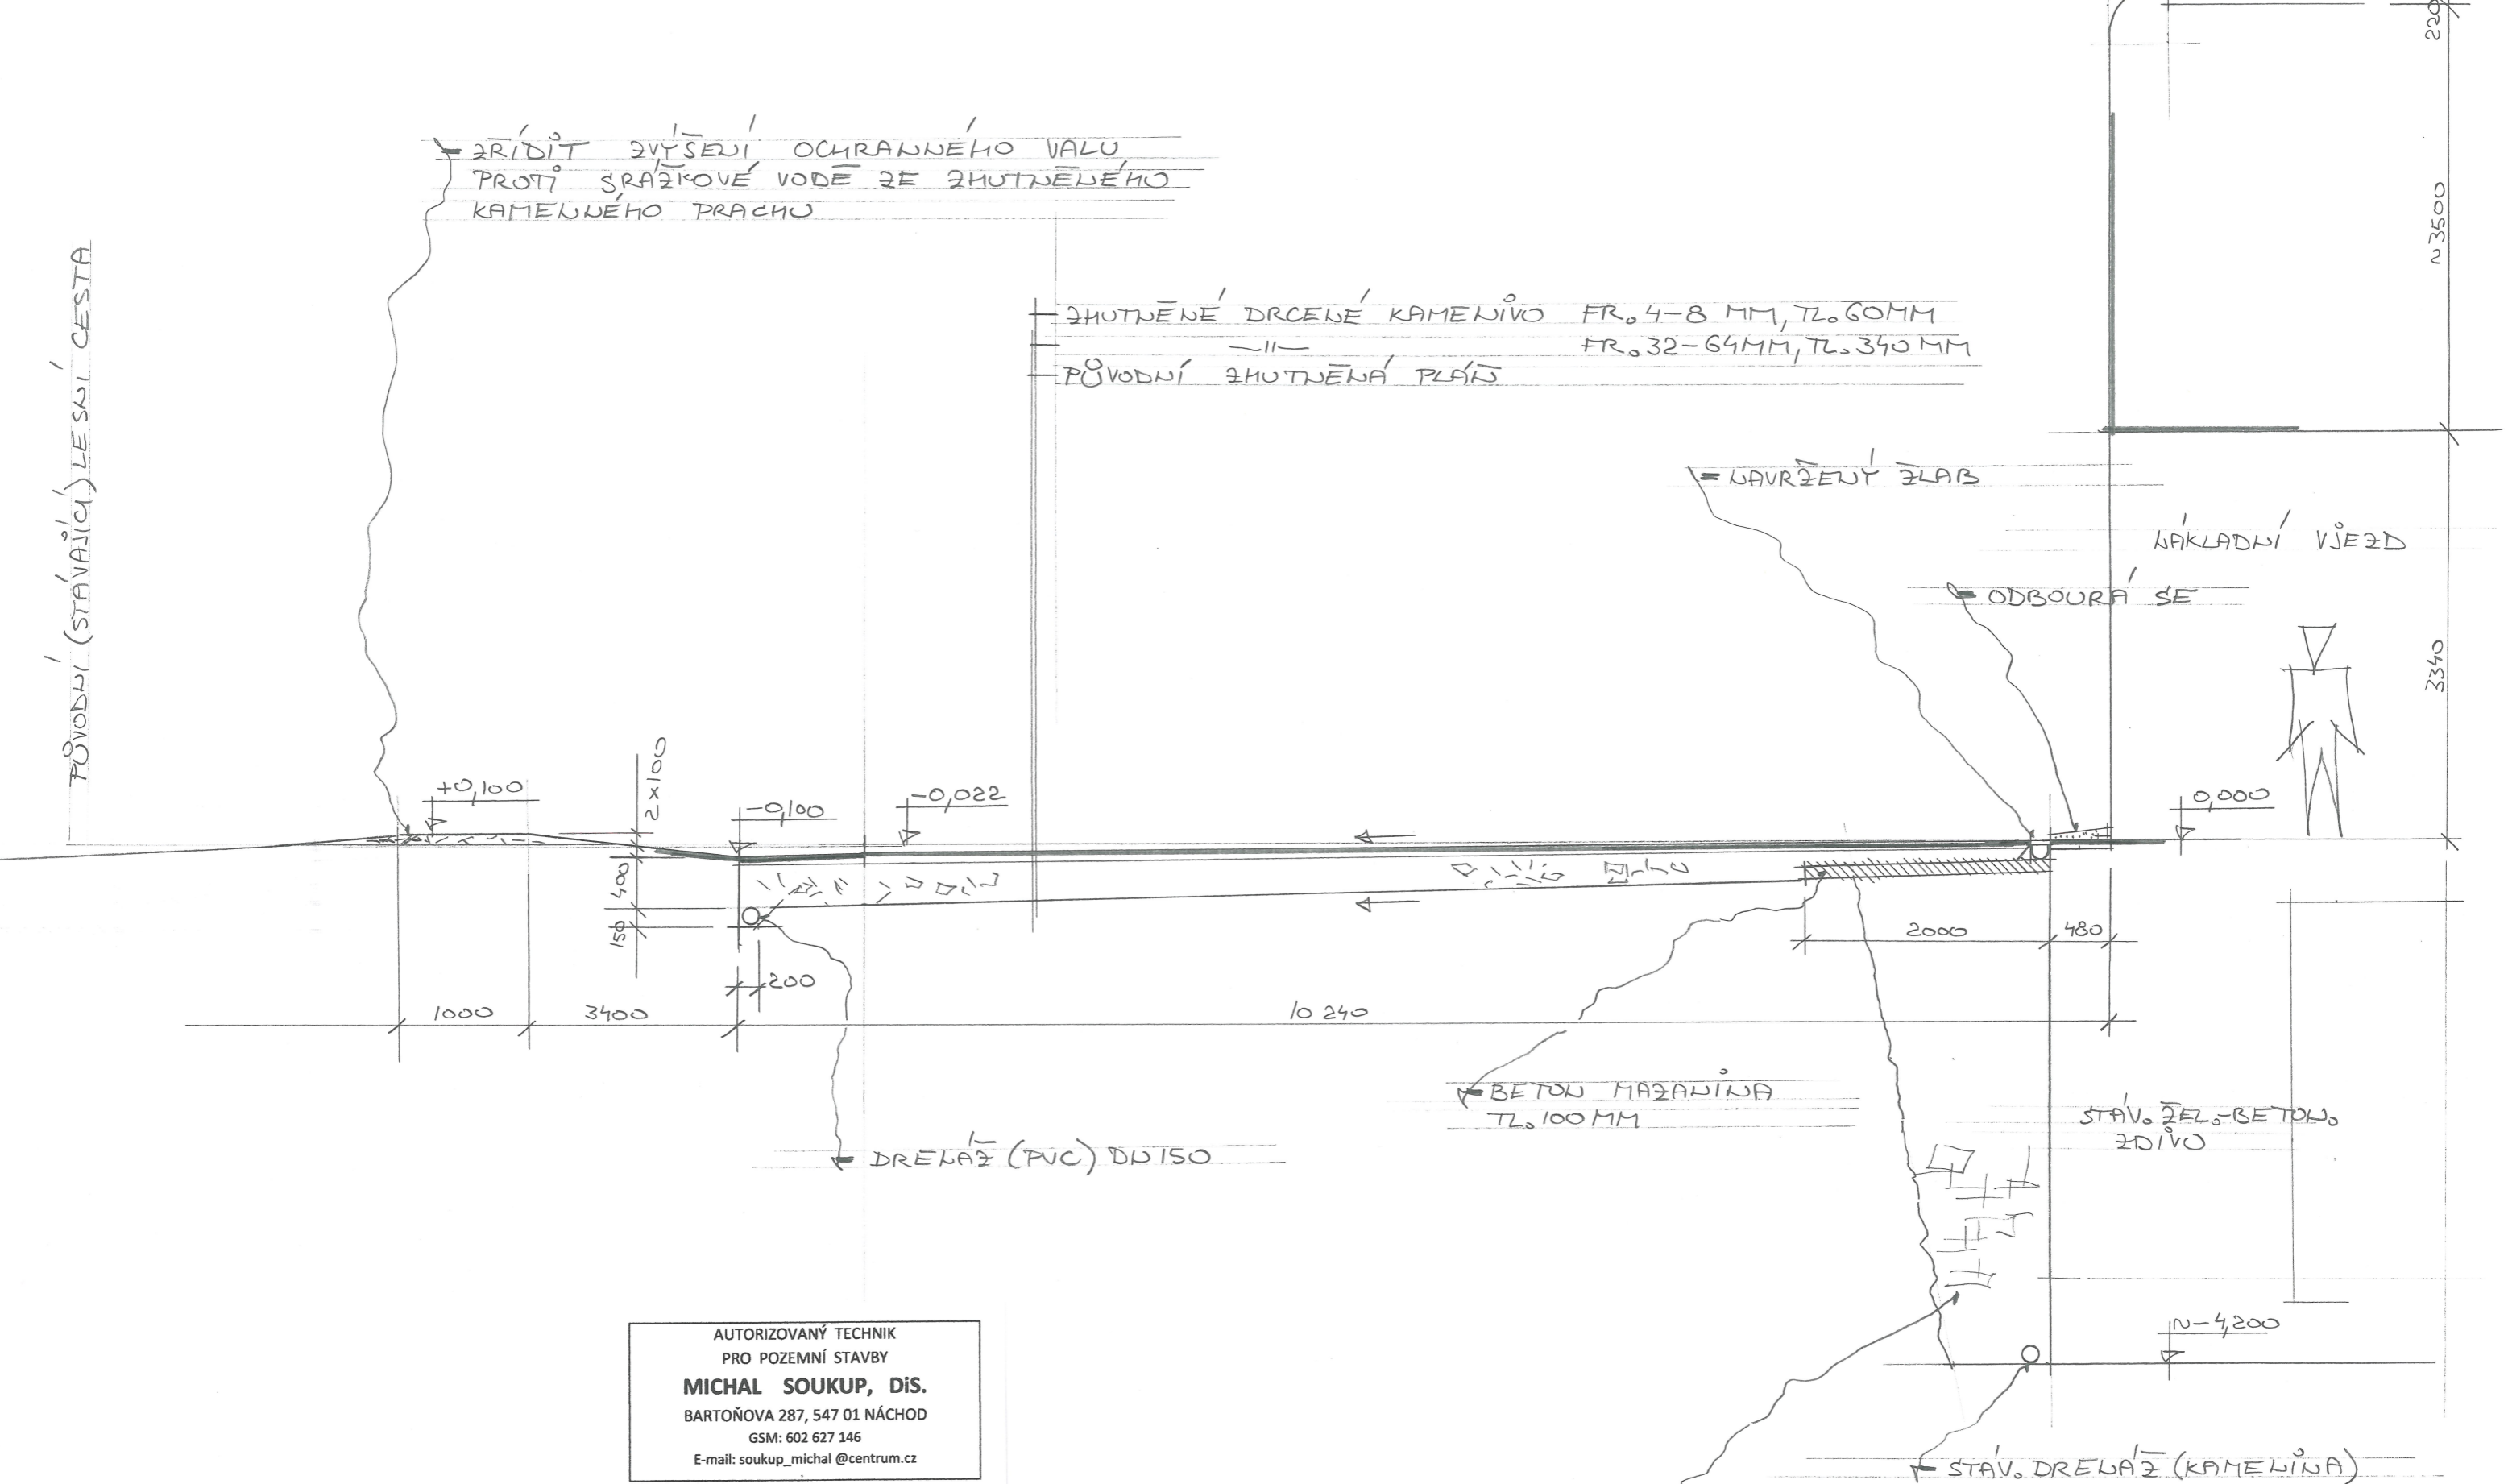 220
ZŘÍDIT ZVÝŠENÍ OCHRANNÉHO VALU
PROTI SRÁŽKOVÉ VODĚ ZE ZHUTNĚNÉHO
KAMENNÉHO PRACHU
PŮVODNÍ (STÁVAJÍCÍ) LESNÍ CESTA
~3500
ZHUTNĚNÉ DRCENÉ KAMENIVO FR. 4-8 MM, TL. 60MM
—11— FR. 32-64MM, TL. 340 MM
PŮVODNÍ ZHUTNĚNÁ PLÁŇ
NAVRŽENÝ ŽLAB
NÁKLADNÍ VJEZD
ODBOURÁ SE
3340
2×100
+0,100
-0,100
-0,022
0,000
400
150
200
2000
480
1000
3400
10 240
BETON MAZANINA
TL. 100 MM
DRENÁŽ (PVC) DN 150
STÁV. ŽEL.-BETON.
ZDIVO
~-4,200
STÁV. DRENÁŽ (KAMENINA)
AUTORIZOVANÝ TECHNIK
PRO POZEMNÍ STAVBY
MICHAL SOUKUP, DiS.
BARTOŇOVA 287, 547 01 NÁCHOD
GSM: 602 627 146
E-mail: soukup_michal @centrum.cz